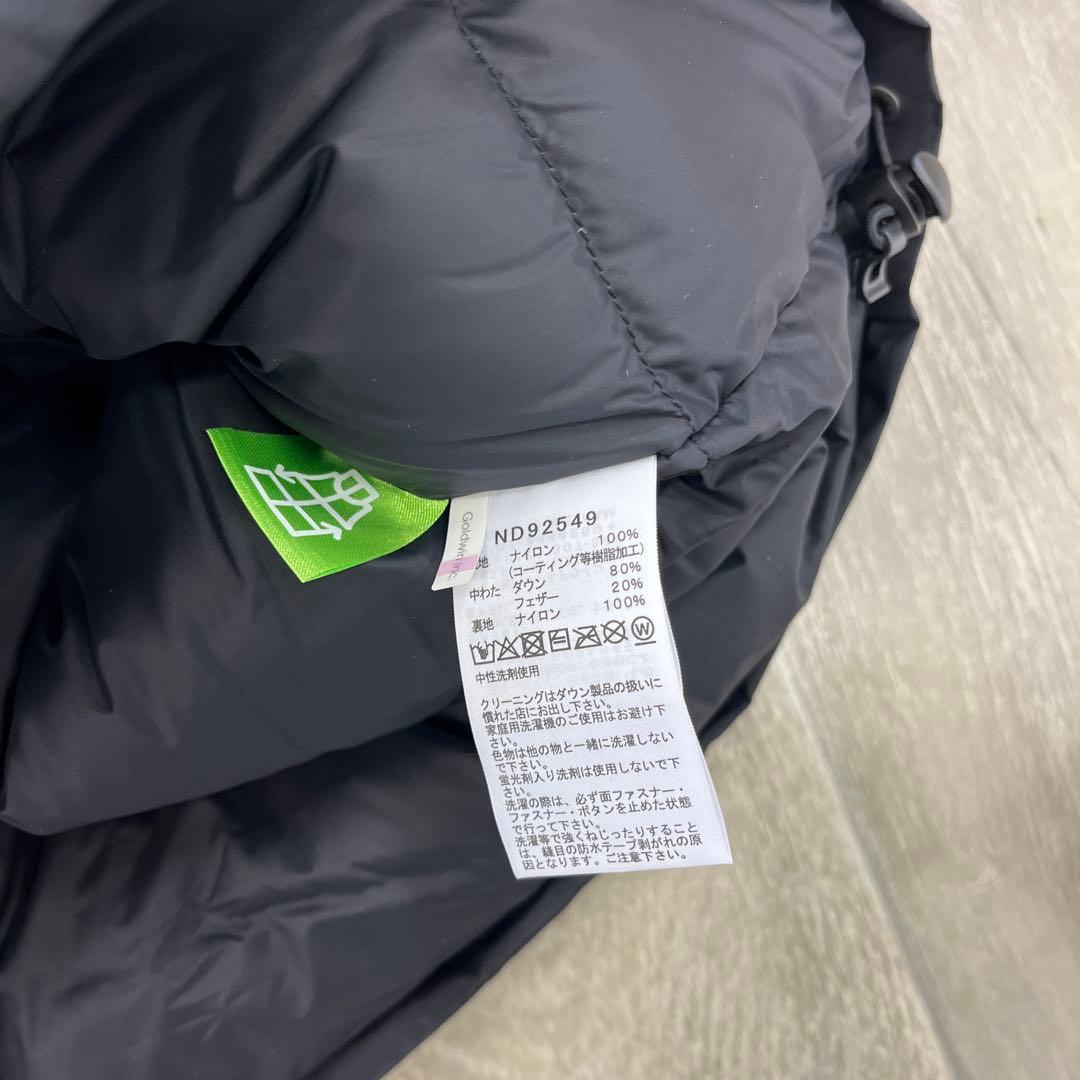 Goldwin Inc.
ND92549
地 ナイロン 100%
(コーティング等樹脂加工)
中わた ダウン 80%
フェザー 20%
裏地 ナイロン 100%
W
中性洗剤使用
クリーニングはダウン製品の扱いに
慣れた店にお出し下さい。
家庭用洗濯機のご使用はお避け下
さい。
色物は他の物と一緒に洗濯しない
で下さい。
蛍光剤入り洗剤は使用しないで下
さい。
洗濯の際は、必ず面ファスナー・
ファスナー・ボタンを止めた状態
で行って下さい。
洗濯等で強くねじったりすること
は、縫目の防水テープ剥がれの原
因となります。ご注意下さい。